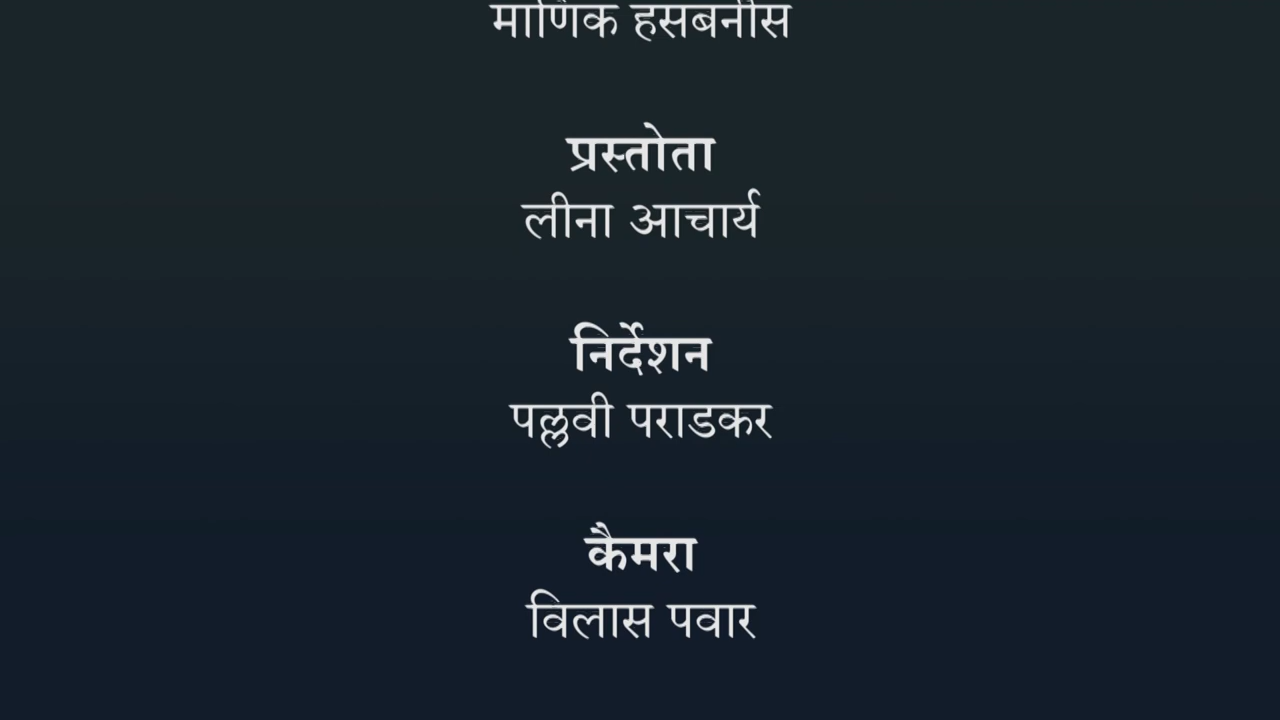 माणिक हसबनीस
प्रस्तोता
लीना आचार्य
निर्देशन
पल्लवी पराडकर
कैमरा
विलास पवार